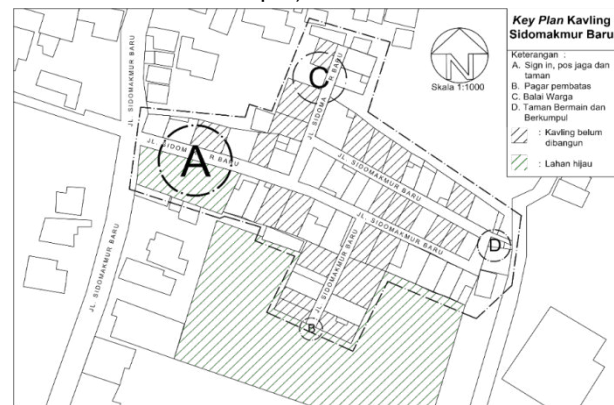 Key Plan Kavling
Sidomakmur Baru
Skala 1:1000
Keterangan :
A. Sign in, pos jaga dan
taman
B. Pagar pembatas
C. Balai Warga
D. Taman Bermain dan
Berkumpul
: Kavling belum
dibangun
: Lahan hijau
JL. SIDOMAKMUR BARU
C
JL. SIDOMAKMUR BARU
JL. SIDOMAKMUR BARU
A
JL. SIDOMAKMUR BARU
JL. SIDOMAKMUR BARU
D
JL. SIDOMAKMUR BARU
JL. SIDOMAKMUR BARU
B
N